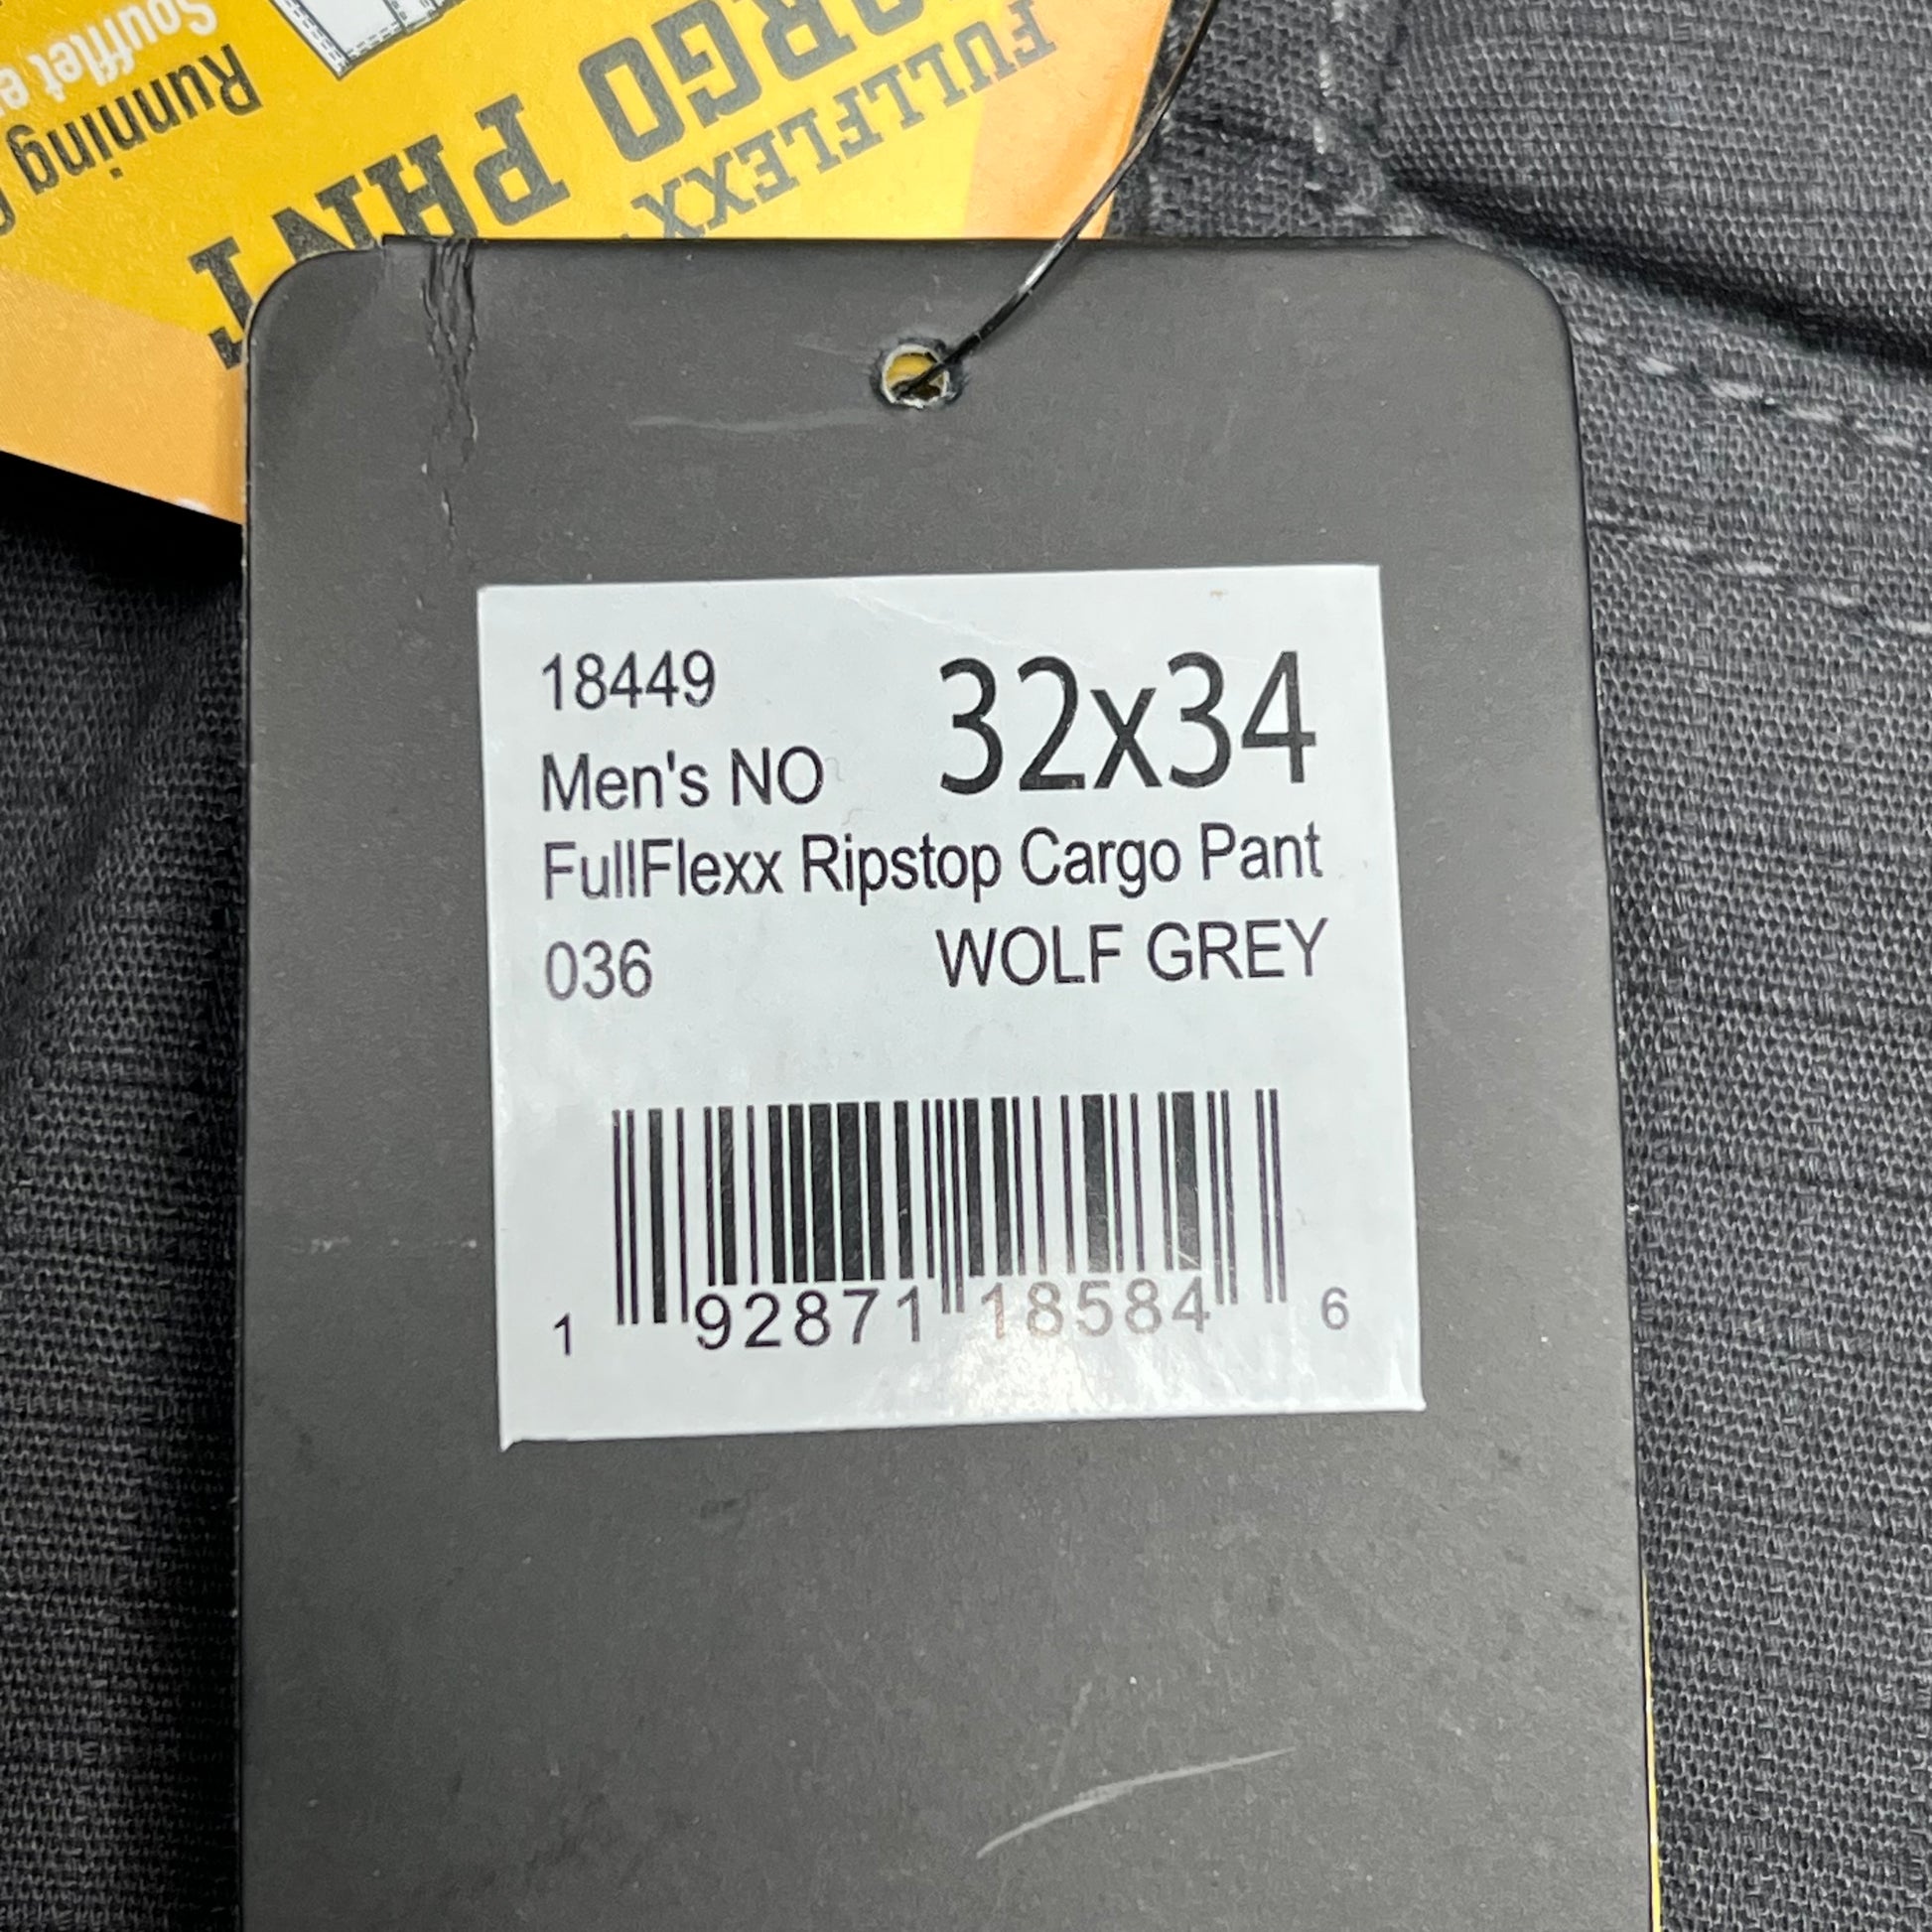 FULLFLEXX
CARGO PANT
Running
Soufflet
18449
32x34
Men's NO
FullFlexx Ripstop Cargo Pant
036 WOLF GREY
1 92871 18584 6